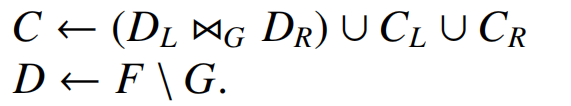 C ← (D_L ⋈_G D_R) ∪ C_L ∪ C_R
D ← F \ G.